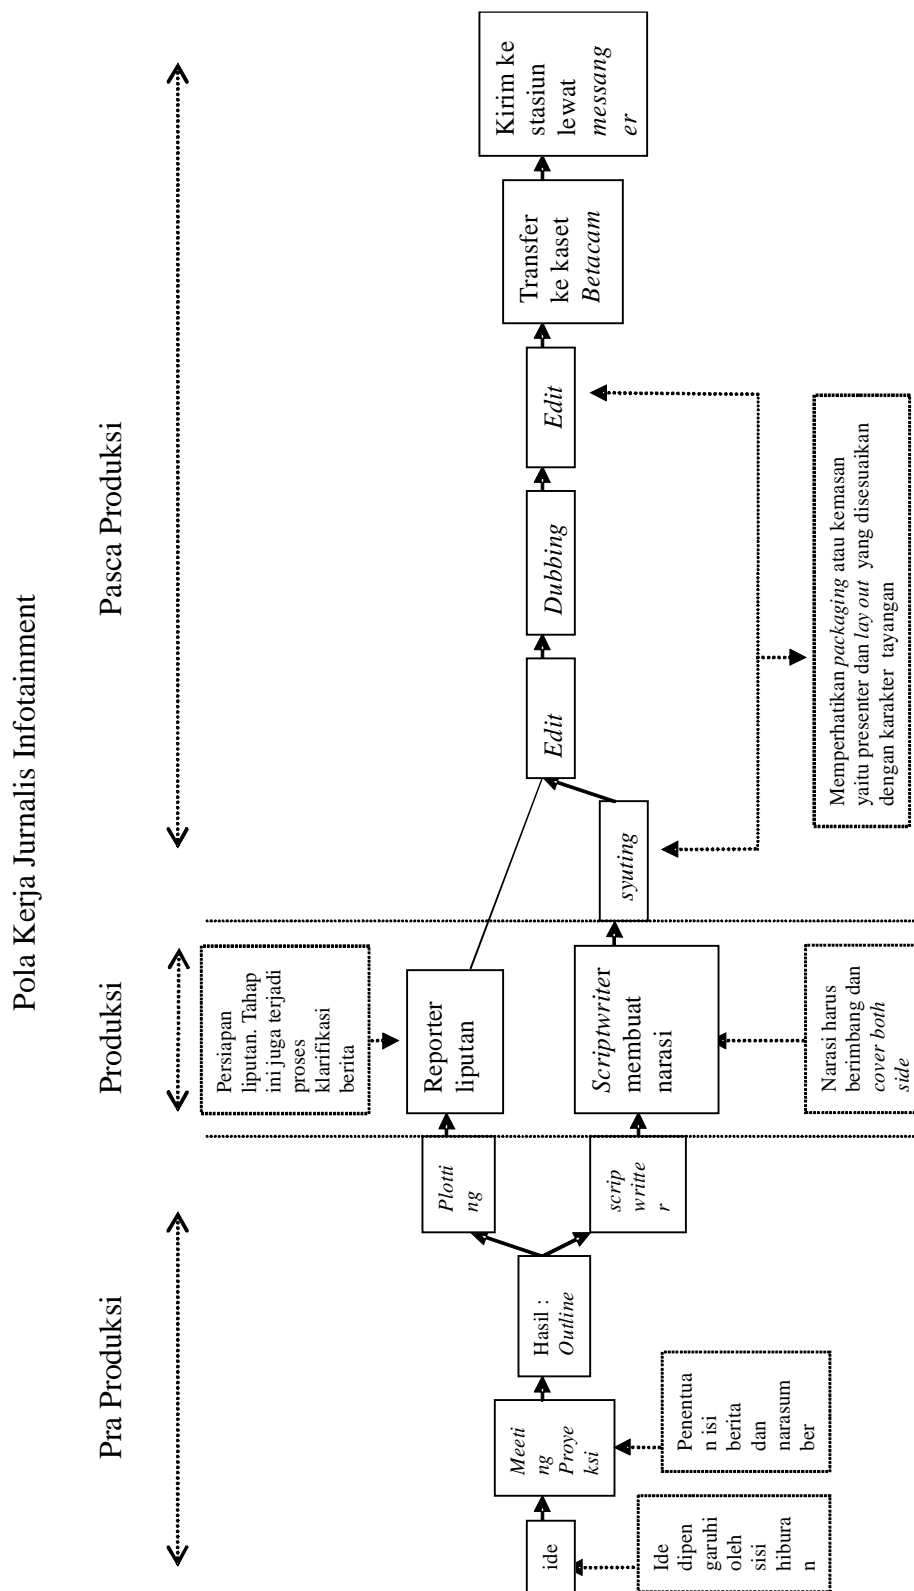 Pola Kerja Jurnalis Infotainment
Pra Produksi
Produksi
Pasca Produksi
ide
Ide
dipen
garuhi
oleh
sisi
hibura
n
Meeti
ng
Proye
ksi
Penentua
n isi
berita
dan
narasum
ber
Hasil :
Outline
Plotti
ng
scrip
writte
r
Persiapan
liputan. Tahap
ini juga terjadi
proses
klarifikasi
berita
Reporter
liputan
Scriptwriter
membuat
narasi
Narasi harus
berimbang dan
cover both
side
syuting
Edit
Dubbing
Edit
Transfer
ke kaset
Betacam
Kirim ke
stasiun
lewat
messang
er
Memperhatikan packaging atau kemasan
yaitu presenter dan lay out yang disesuaikan
dengan karakter tayangan